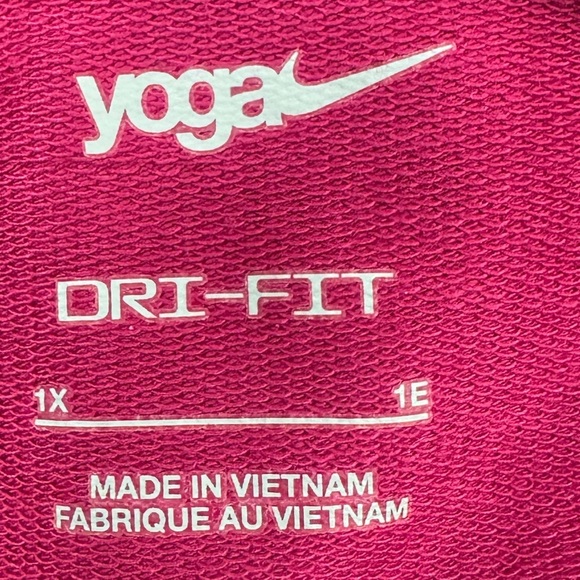 yoga
DRI-FIT
1X 1E
MADE IN VIETNAM
FABRIQUE AU VIETNAM